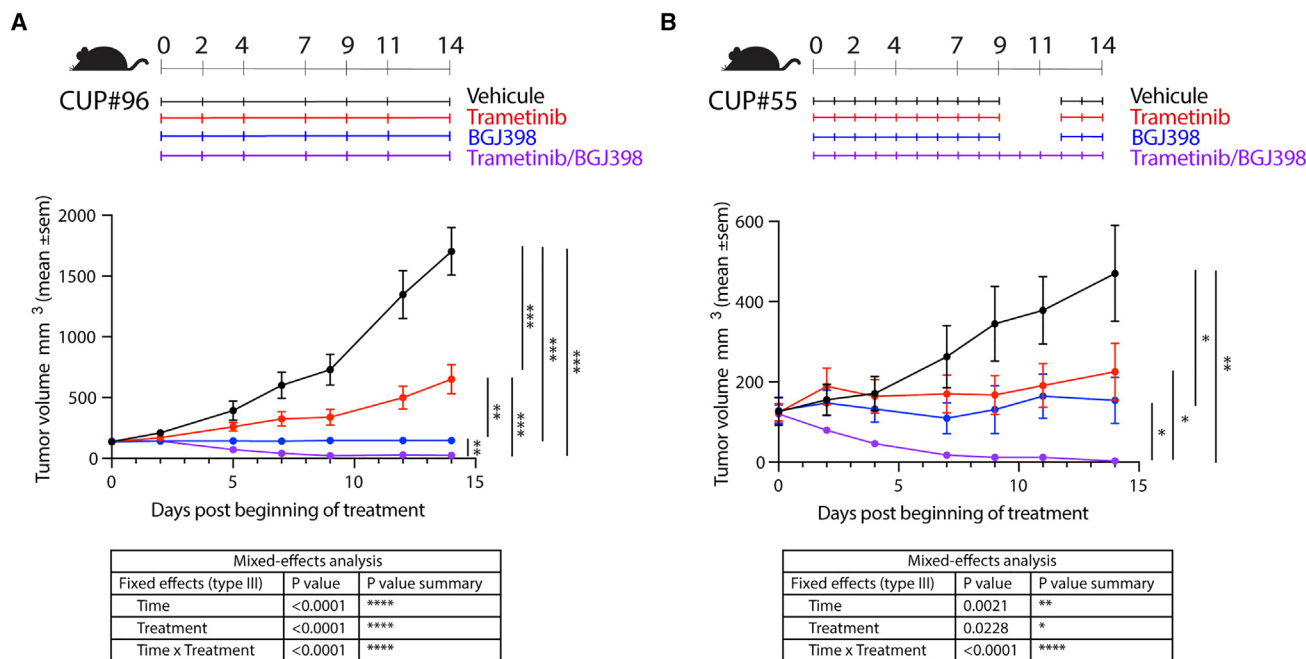 A
0 2 4 7 9 11 14
CUP#96
Vehicule
Trametinib
BGJ398
Trametinib/BGJ398
Tumor volume mm 3 (mean ±sem)
2000
1500
1000
500
0
0 5 10 15
Days post beginning of treatment
***
***
***
**
***
**
Mixed-effects analysis
Fixed effects (type III) P value P value summary
Time <0.0001 ****
Treatment <0.0001 ****
Time x Treatment <0.0001 ****
B
0 2 4 7 9 11 14
CUP#55
Vehicule
Trametinib
BGJ398
Trametinib/BGJ398
Tumor volume mm 3 (mean ±sem)
600
400
200
0
0 5 10 15
Days post beginning of treatment
*
**
*
*
Mixed-effects analysis
Fixed effects (type III) P value P value summary
Time 0.0021 **
Treatment 0.0228 *
Time x Treatment <0.0001 ****